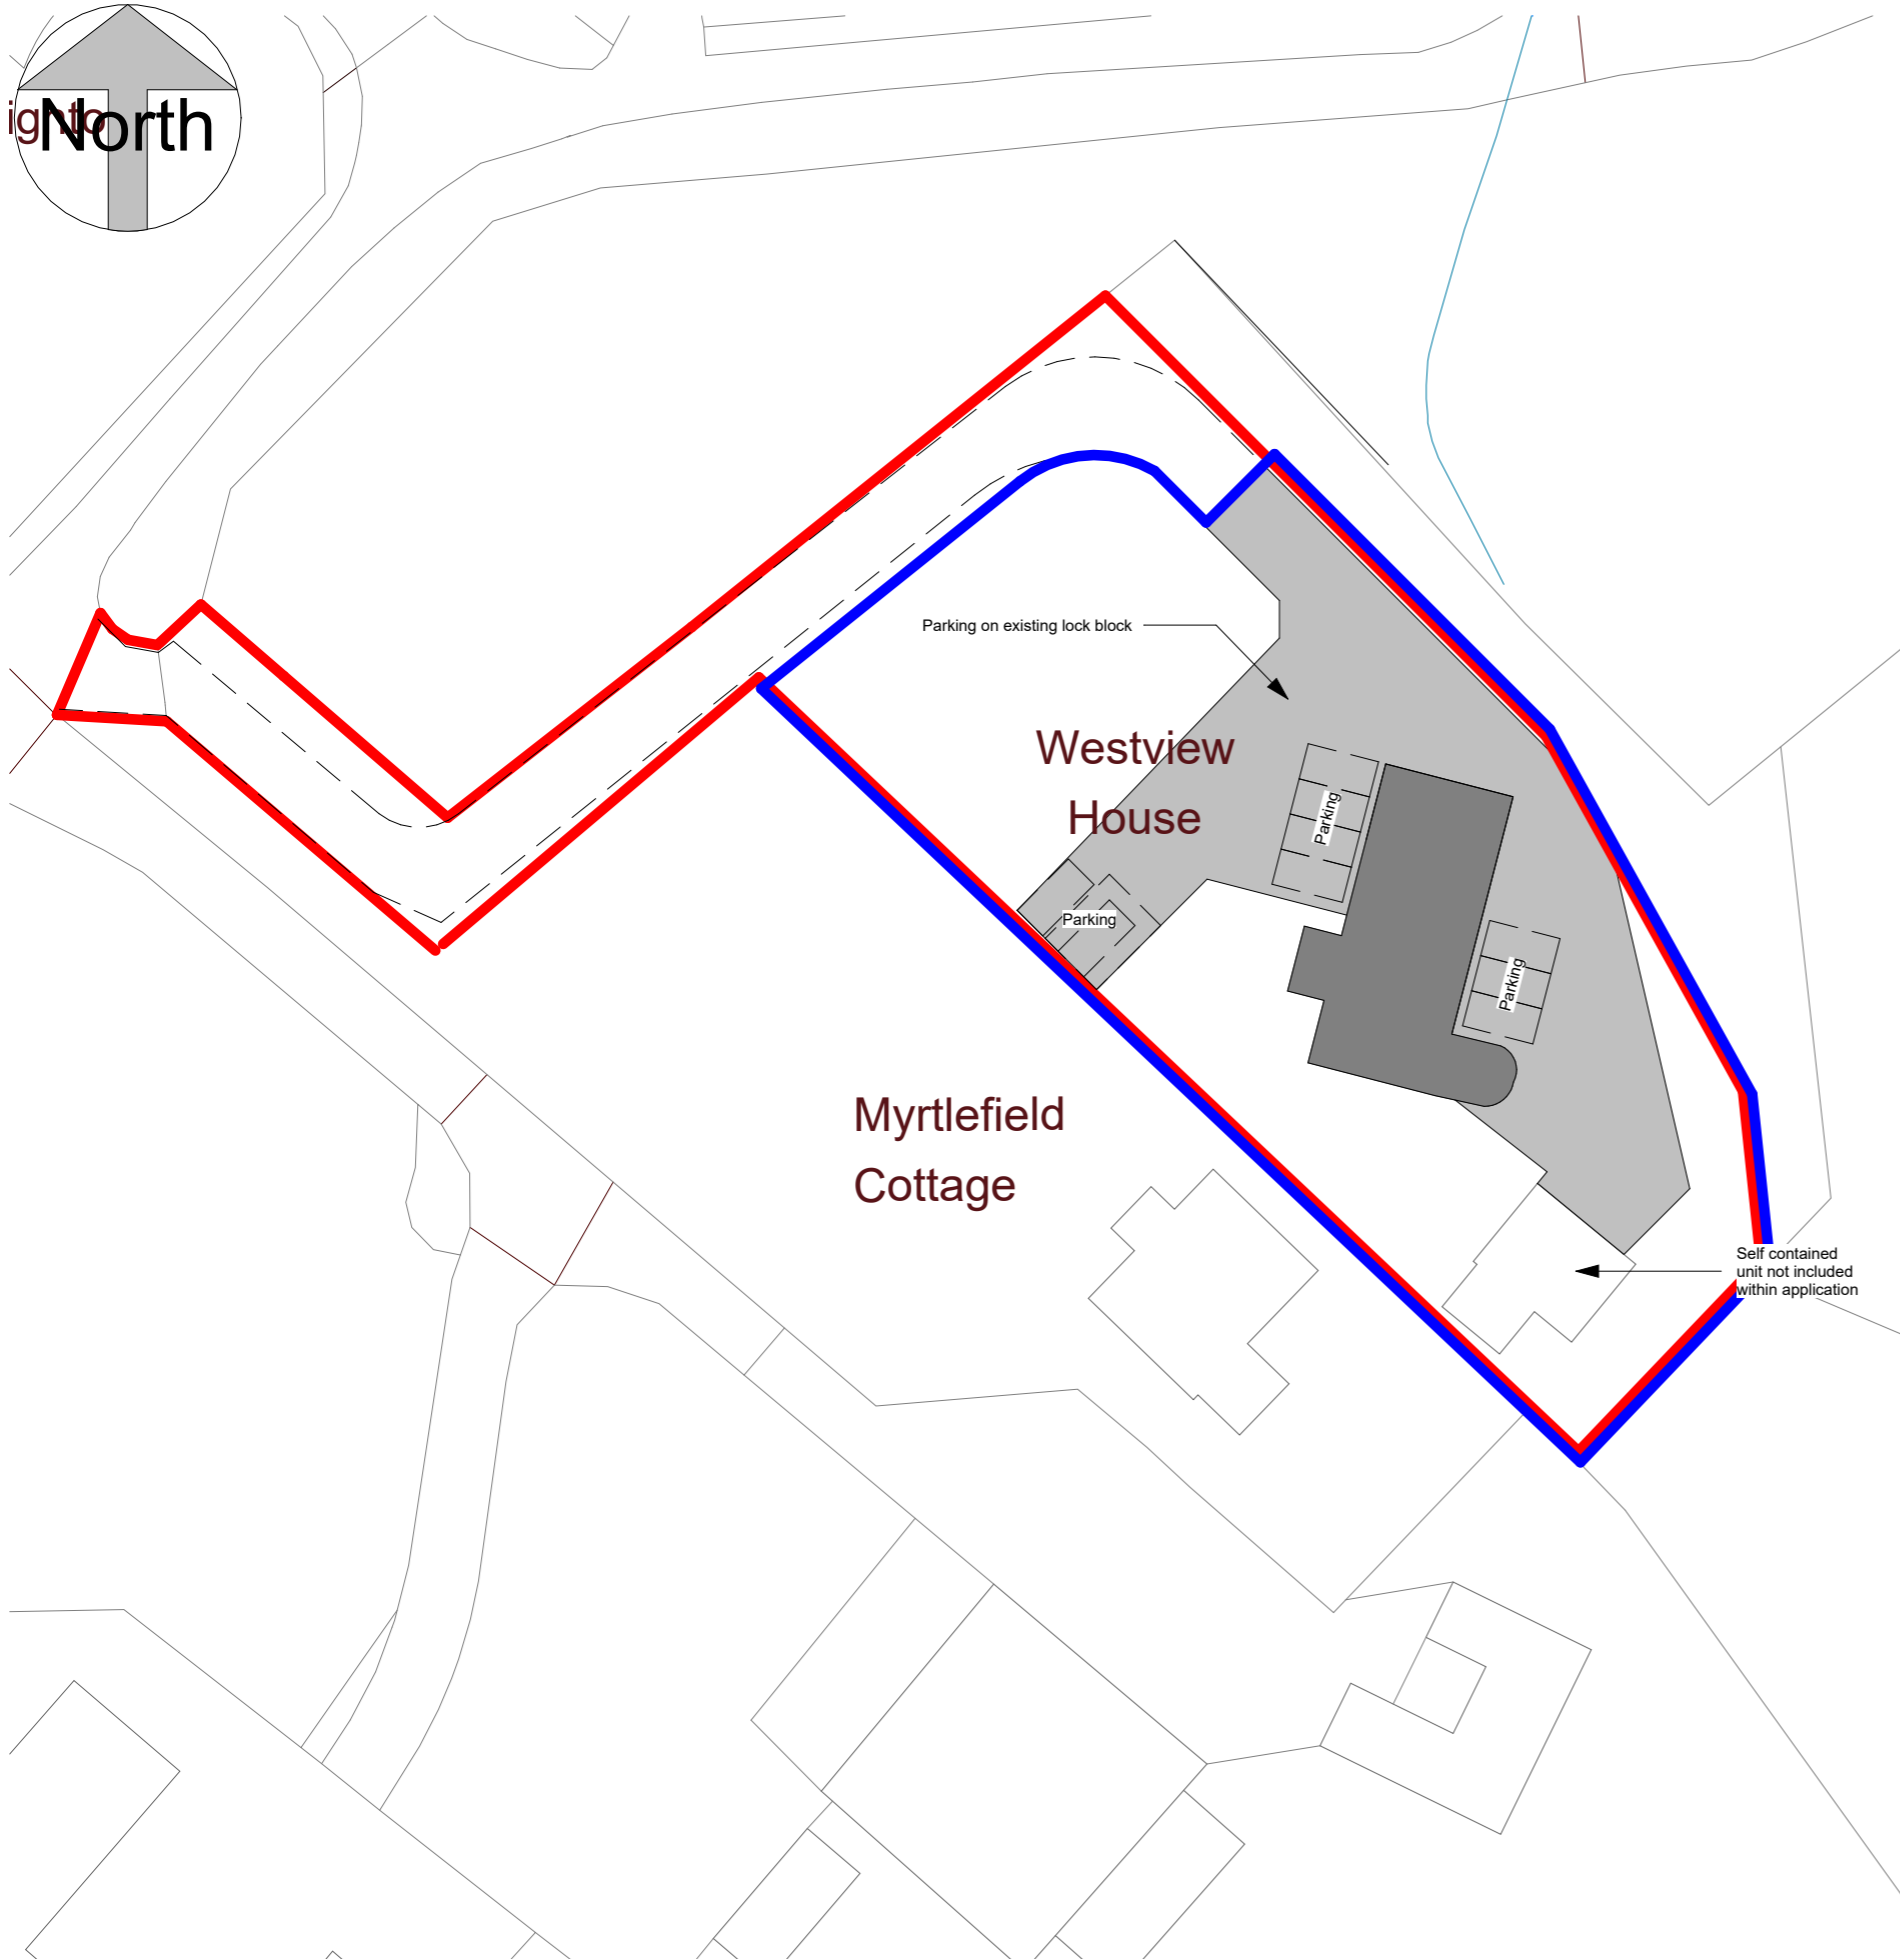 North
Parking on existing lock block
Westview
House
Parking
Parking
Parking
Myrtlefield
Cottage
Self contained
unit not included
within application